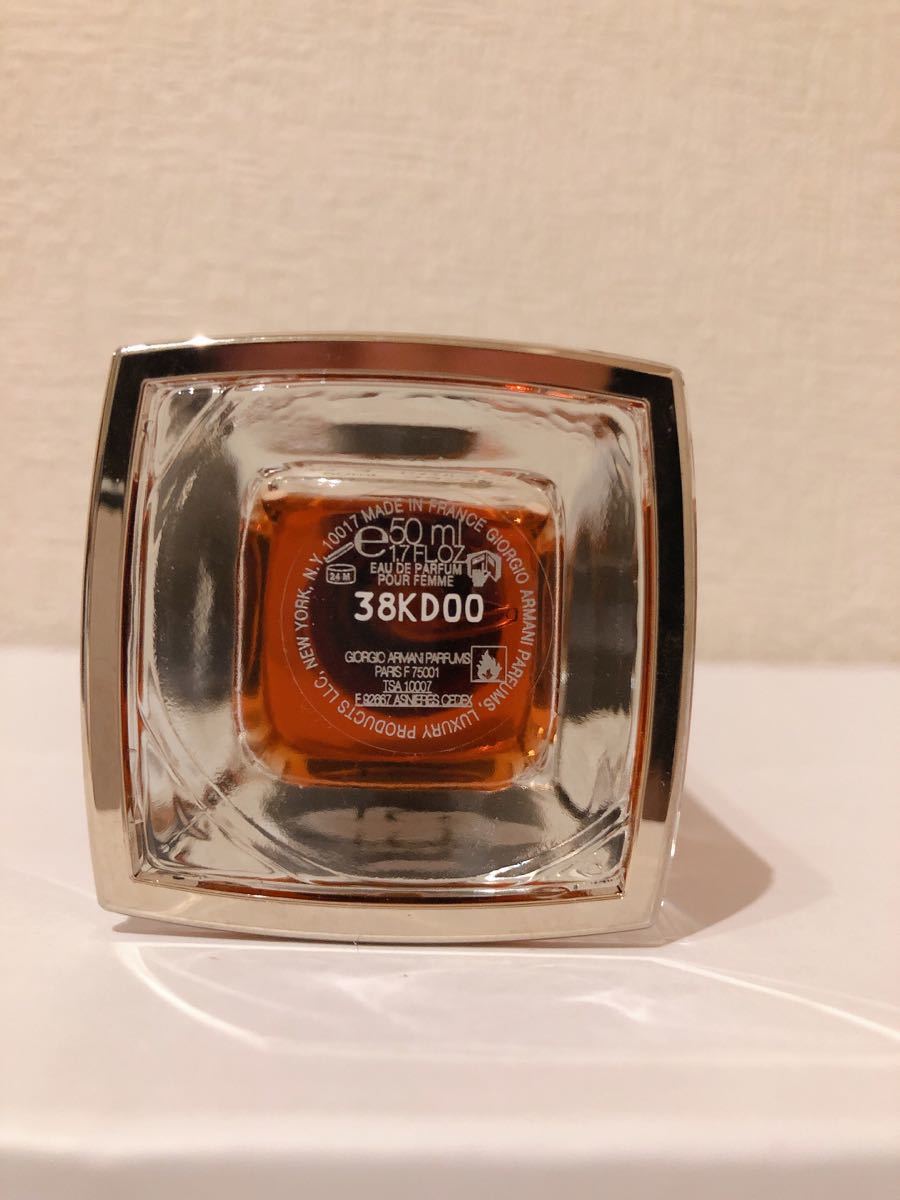 MADE IN FRANCE GIORGIO ARMANI PARFUMS, LUXURY PRODUCTS LLC, NEW YORK, N.Y. 10017
e 50 ml
1.7 FL.OZ
EAU DE PARFUM
24 M
POUR FEMME
38KD00
GIORGIO ARMANI PARFUMS
PARIS F 75001
TSA 10007
F 92667 ASNIERES CEDEX